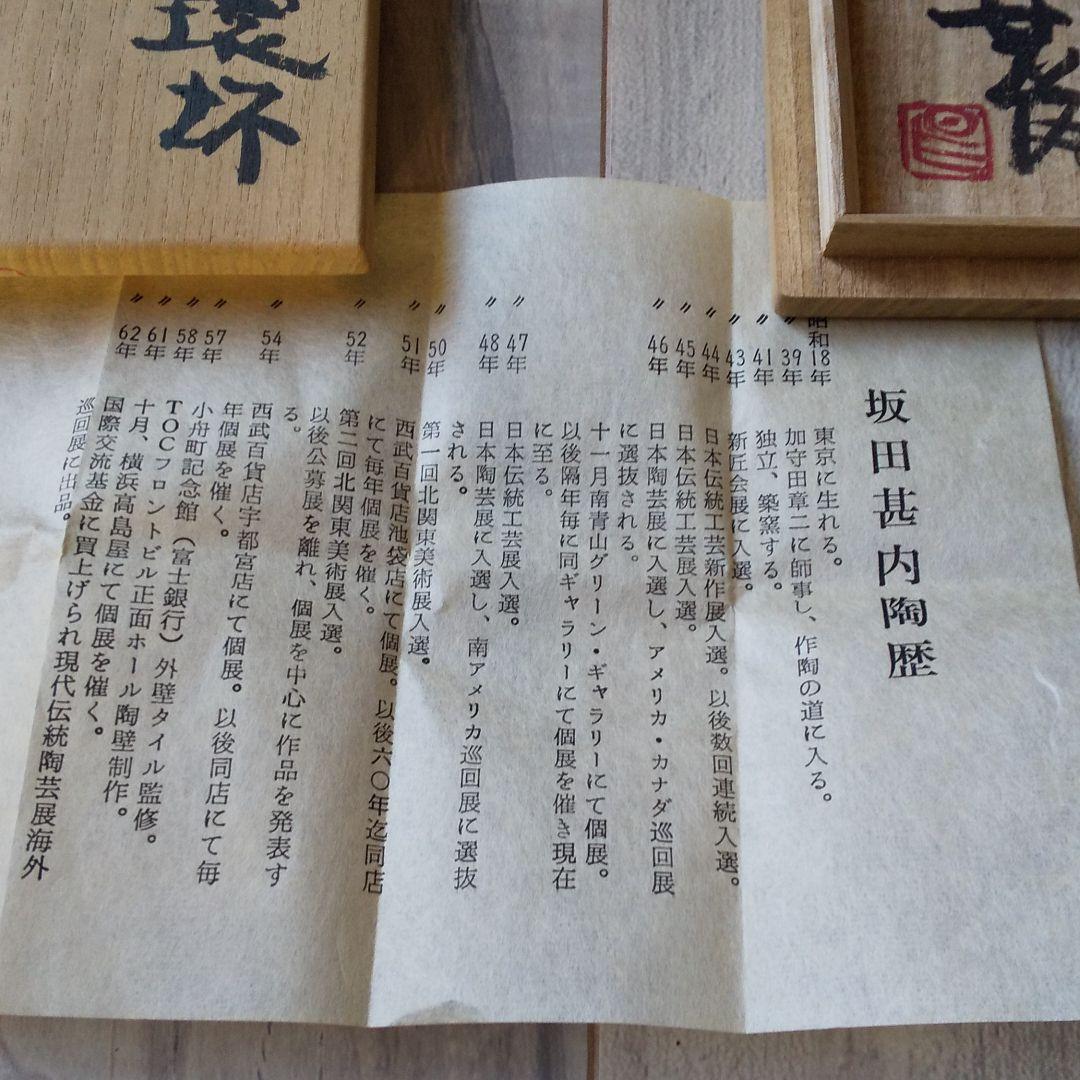 環杯
甚内
坂田甚内陶歴
昭和18年 東京に生れる。
〃 39年 加守田章二に師事し、作陶の道に入る。
〃 41年 独立、築窯する。
〃 43年 新匠会展に入選。
〃 44年 日本伝統工芸新作展入選。以後数回連続入選。
〃 45年 日本伝統工芸展入選。
〃 46年 日本陶芸展に入選し、アメリカ・カナダ巡回展
に選抜される。
十一月南青山グリーン・ギャラリーにて個展。
以後隔年毎に同ギャラリーにて個展を催き現在
に至る。
〃 47年 日本伝統工芸展入選。
〃 48年 日本陶芸展に入選し、南アメリカ巡回展に選抜
される。
〃 50年 第一回北関東美術展入選。
〃 51年 西武百貨店池袋店にて個展。以後六〇年迄同店
にて毎年個展を催く。
〃 52年 第二回北関東美術展入選。
以後公募展を離れ、個展を中心に作品を発表す
る。
〃 54年 西武百貨店宇都宮店にて個展。以後同店にて毎
年個展を催く。
〃 57年 小舟町記念館(富士銀行)外壁タイル監修。
〃 58年 TOCフロントビル正面ホール陶壁制作。
〃 61年 十月、横浜高島屋にて個展を催く。
〃 62年 国際交流基金に買上げられ現代伝統陶芸展海外
巡回展に出品。